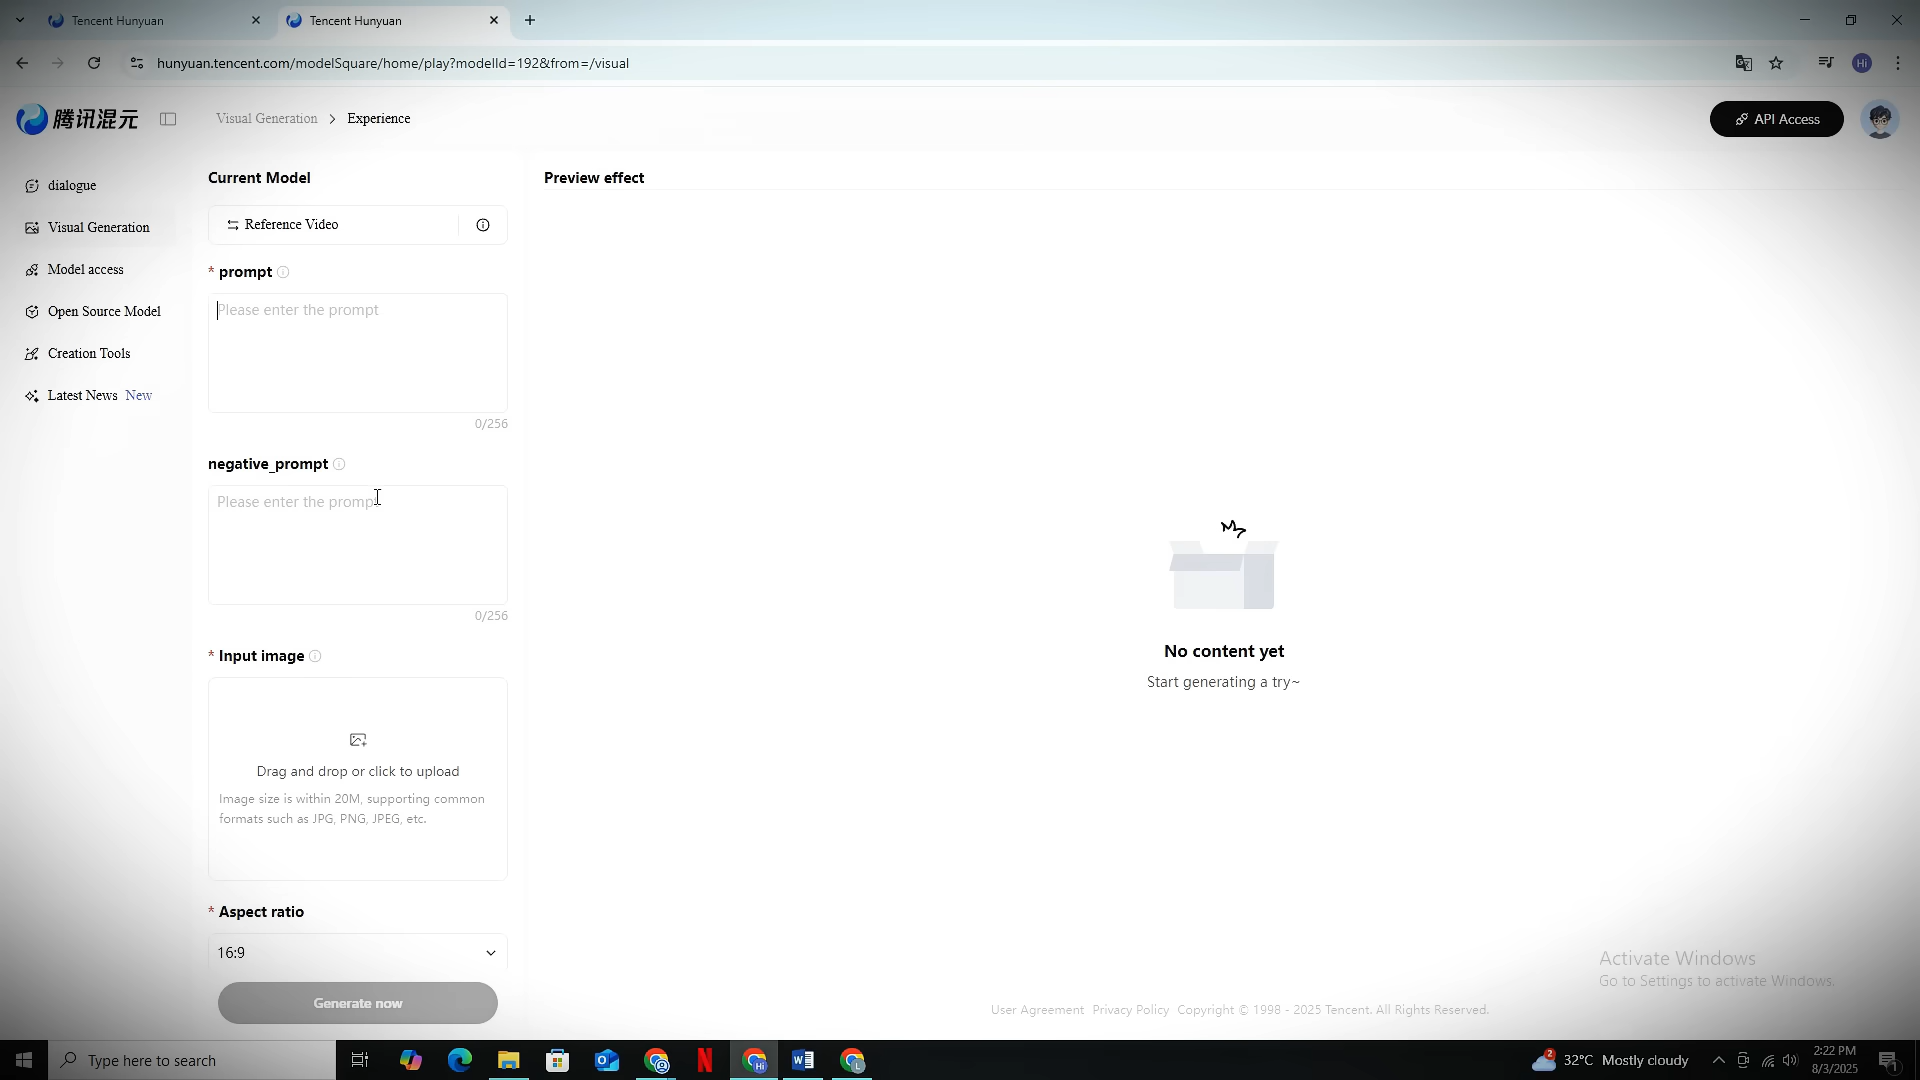 Tencent Hunyuan
Tencent Hunyuan
hunyuan.tencent.com/modelSquare/home/play?modelId=192&from=/visual
Hi
腾讯混元
Visual Generation > Experience
API Access
dialogue
Visual Generation
Model access
Open Source Model
Creation Tools
Latest News New
Current Model
Reference Video
* prompt
Please enter the prompt
0/256
negative_prompt
Please enter the prompt
0/256
* Input image
Drag and drop or click to upload
Image size is within 20M, supporting common
formats such as JPG, PNG, JPEG, etc.
* Aspect ratio
16:9
Generate now
Preview effect
No content yet
Start generating a try~
Activate Windows
Go to Settings to activate Windows.
User Agreement Privacy Policy Copyright © 1998 - 2025 Tencent. All Rights Reserved.
Type here to search
32°C Mostly cloudy
2:22 PM
8/3/2025